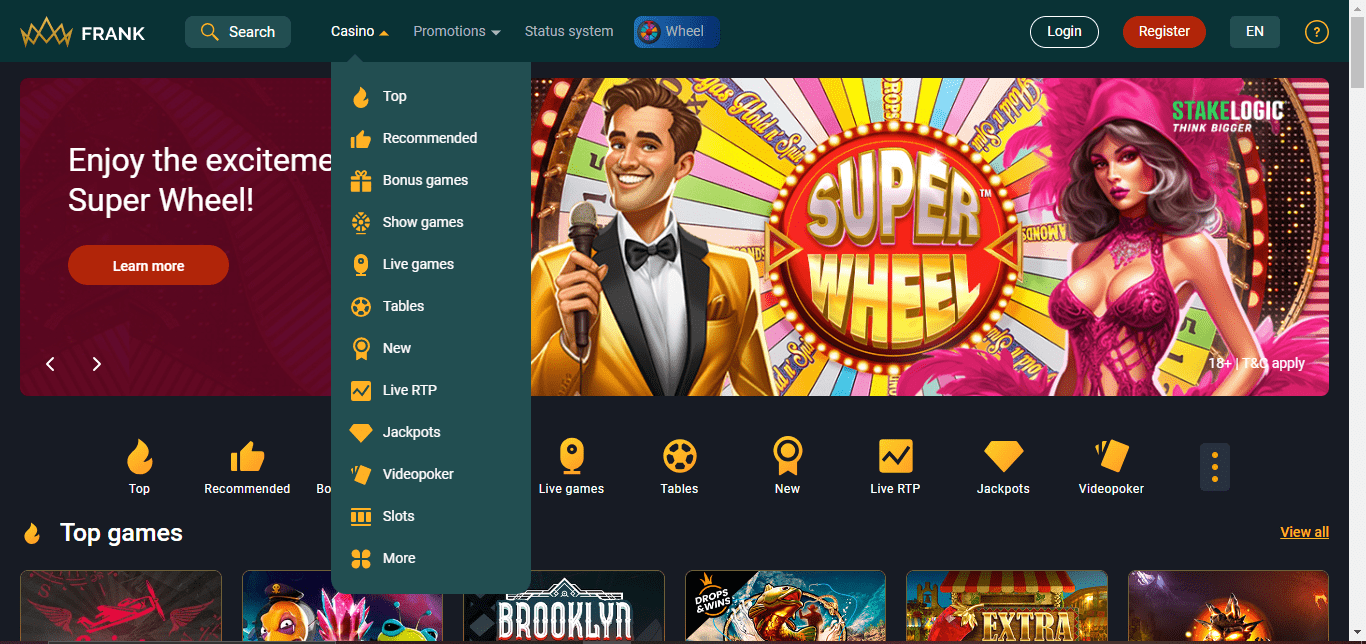 FRANK
Search
Casino
Promotions
Status system
Wheel
Login
Register
EN
?
Top
Recommended
Bonus games
Show games
Live games
Tables
New
Live RTP
Jackpots
Videopoker
Slots
More
Enjoy the exciteme
Super Wheel!
Learn more
SUPER™
WHEEL
DROPS
STAKELOGIC
THINK BIGGER
18+ | T&C apply
Top
Recommended
Bo
Live games
Tables
New
Live RTP
Jackpots
Videopoker
Top games
View all
BROOKLYN
DROPS
&WINS
EXTRA